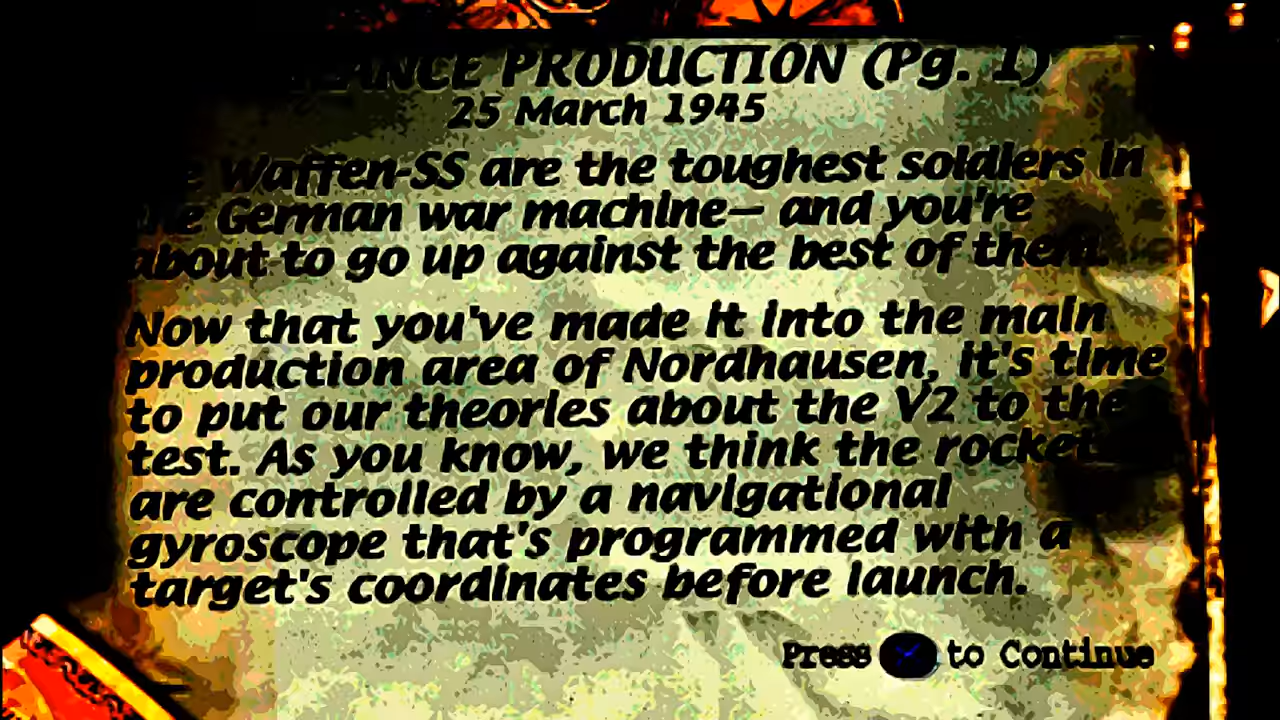 PRODUCTION (Pg. 1)
25 March 1945
Waffen-SS are the toughest soldiers in
the German war machine— and you're
about to go up against the best of them.
Now that you've made it into the main
production area of Nordhausen, it's time
to put our theories about the V2 to the
test. As you know, we think the rockets
are controlled by a navigational
gyroscope that's programmed with a
target's coordinates before launch.
Press to Continue